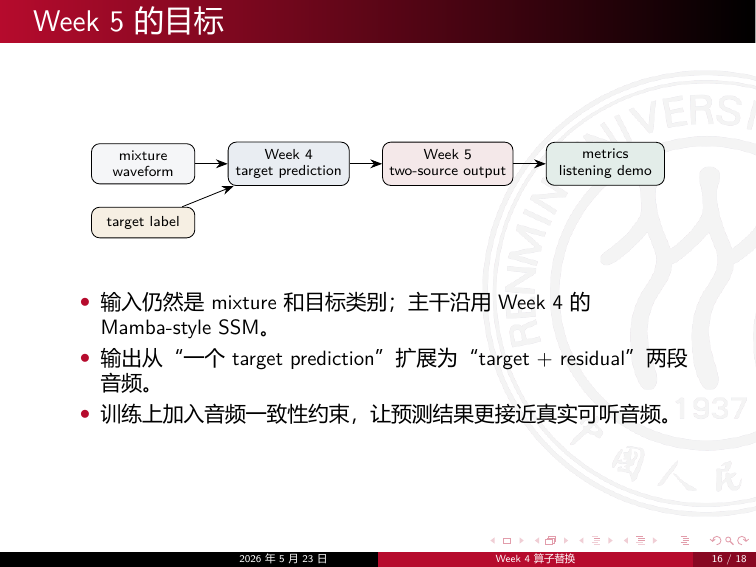 Week 5 的目标
mixture
waveform
Week 4
target prediction
Week 5
two-source output
metrics
listening demo
target label
输入仍然是 mixture 和目标类别；主干沿用 Week 4 的
Mamba-style SSM。
输出从“一个 target prediction”扩展为“target + residual”两段
音频。
训练上加入音频一致性约束，让预测结果更接近真实可听音频。
1937
2026 年 5 月 23 日
Week 4 算子替换
16 / 18